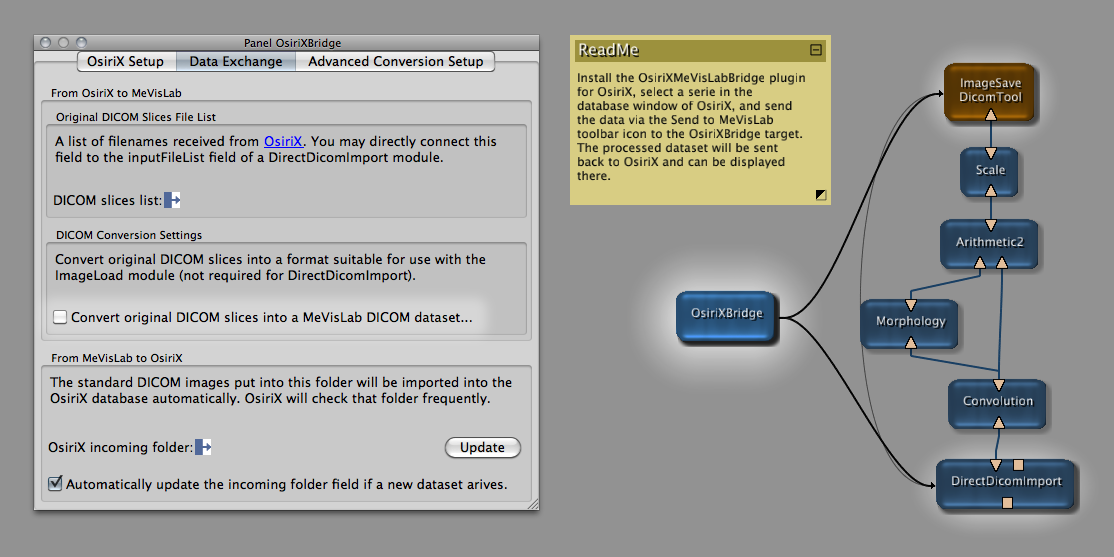 Panel OsiriXBridge
OsiriX Setup
Data Exchange
Advanced Conversion Setup
From OsiriX to MeVisLab
Original DICOM Slices File List
A list of filenames received from OsiriX. You may directly connect this
field to the inputFileList field of a DirectDicomImport module.
DICOM slices list:
DICOM Conversion Settings
Convert original DICOM slices into a format suitable for use with the
ImageLoad module (not required for DirectDicomImport).
Convert original DICOM slices into a MeVisLab DICOM dataset...
From MeVisLab to OsiriX
The standard DICOM images put into this folder will be imported into the
OsiriX database automatically. OsiriX will check that folder frequently.
OsiriX incoming folder:
Update
Automatically update the incoming folder field if a new dataset arives.
ReadMe
Install the OsiriXMeVisLabBridge plugin
for OsiriX, select a serie in the
database window of OsiriX, and send
the data via the Send to MeVisLab
toolbar icon to the OsiriXBridge target.
The processed dataset will be sent
back to OsiriX and can be displayed
there.
OsiriXBridge
ImageSave
DicomTool
Scale
Arithmetic2
Morphology
Convolution
DirectDicomImport